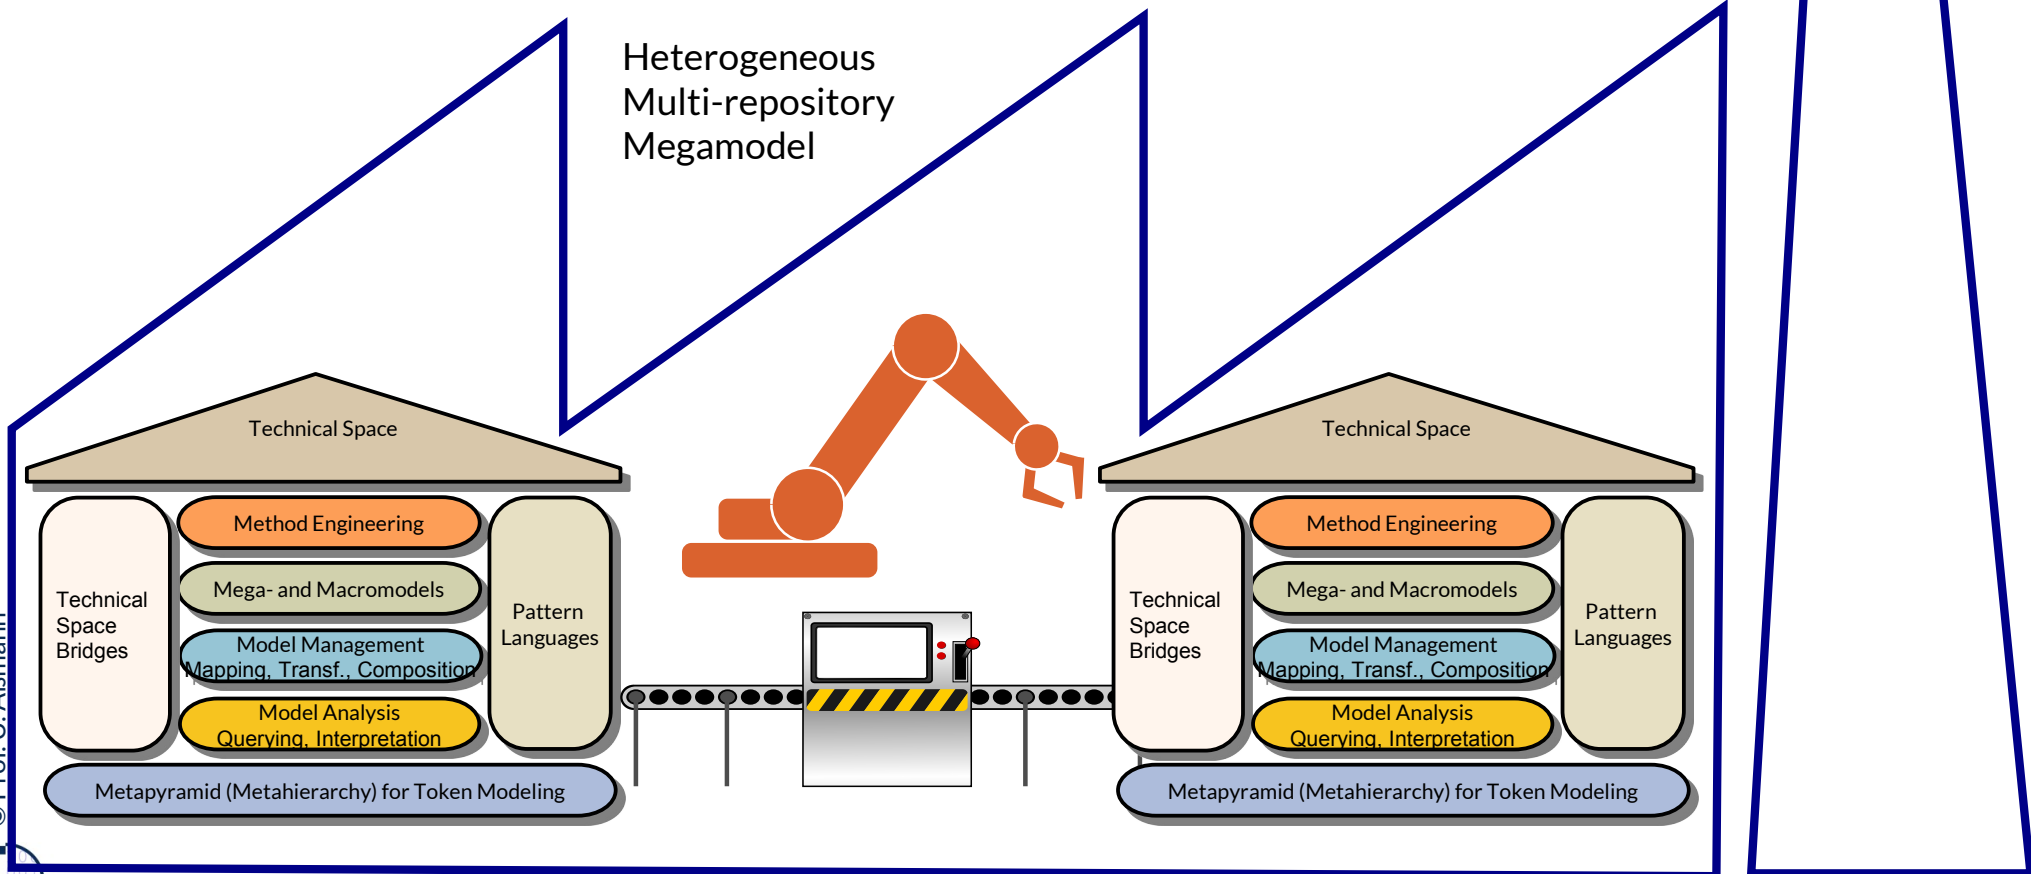 Heterogeneous
Multi-repository
Megamodel
Technical Space
Method Engineering
Mega- and Macromodels
Technical
Space
Bridges
Pattern
Languages
Model Management
Mapping, Transf., Composition
Model Analysis
Querying, Interpretation
Metapyramid (Metahierarchy) for Token Modeling
Technical Space
Method Engineering
Mega- and Macromodels
Technical
Space
Bridges
Pattern
Languages
Model Management
Mapping, Transf., Composition
Model Analysis
Querying, Interpretation
Metapyramid (Metahierarchy) for Token Modeling